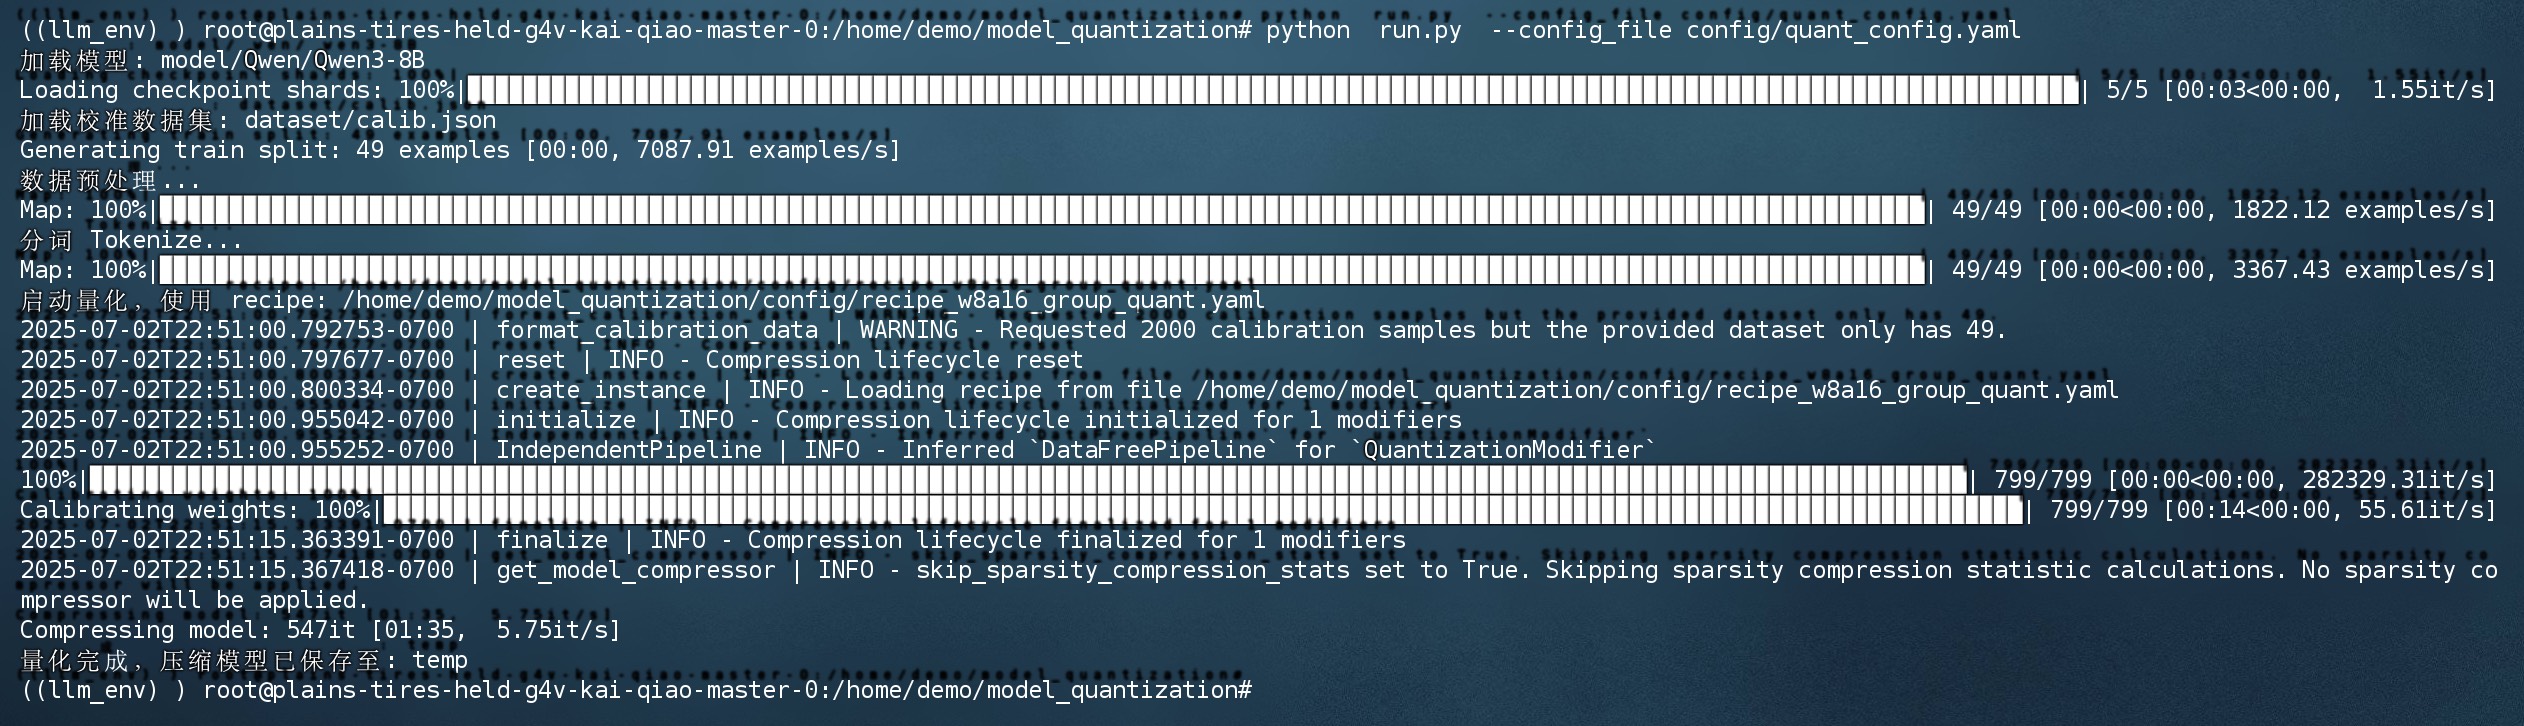 ((llm_env) ) root@plains-tires-held-g4v-kai-qiao-master-0:/home/demo/model_quantization# python  run.py  --config_file config/quant_config.yaml
加载模型: model/Qwen/Qwen3-8B
Loading checkpoint shards: 100%|| 5/5 [00:03<00:00,  1.55it/s]
加载校准数据集: dataset/calib.json
Generating train split: 49 examples [00:00, 7087.91 examples/s]
数据预处理...
Map: 100%|| 49/49 [00:00<00:00, 1822.12 examples/s]
分词 Tokenize...
Map: 100%|| 49/49 [00:00<00:00, 3367.43 examples/s]
启动量化, 使用 recipe: /home/demo/model_quantization/config/recipe_w8a16_group_quant.yaml
2025-07-02T22:51:00.792753-0700 | format_calibration_data | WARNING - Requested 2000 calibration samples but the provided dataset only has 49.
2025-07-02T22:51:00.797677-0700 | reset | INFO - Compression lifecycle reset
2025-07-02T22:51:00.800334-0700 | create_instance | INFO - Loading recipe from file /home/demo/model_quantization/config/recipe_w8a16_group_quant.yaml
2025-07-02T22:51:00.955042-0700 | initialize | INFO - Compression lifecycle initialized for 1 modifiers
2025-07-02T22:51:00.955252-0700 | IndependentPipeline | INFO - Inferred `DataFreePipeline` for `QuantizationModifier`
100%|| 799/799 [00:00<00:00, 282329.31it/s]
Calibrating weights: 100%|| 799/799 [00:14<00:00, 55.61it/s]
2025-07-02T22:51:15.363391-0700 | finalize | INFO - Compression lifecycle finalized for 1 modifiers
2025-07-02T22:51:15.367418-0700 | get_model_compressor | INFO - skip_sparsity_compression_stats set to True. Skipping sparsity compression statistic calculations. No sparsity co
mpressor will be applied.
Compressing model: 547it [01:35,  5.75it/s]
量化完成, 压缩模型已保存至: temp
((llm_env) ) root@plains-tires-held-g4v-kai-qiao-master-0:/home/demo/model_quantization#